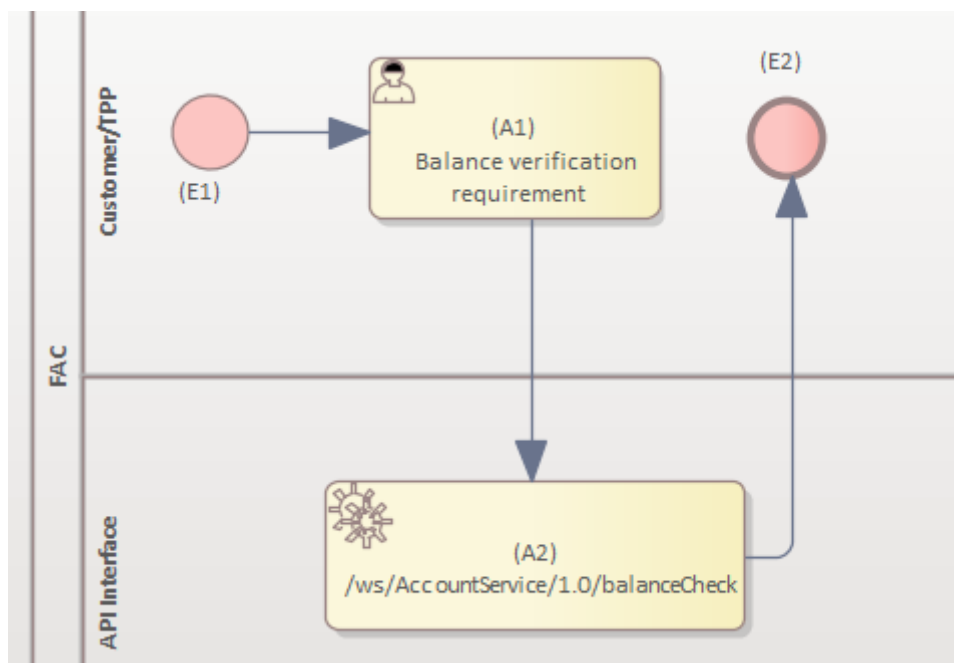 FAC
Customer/TPP
(E1)
(A1)
Balance verification
requirement
(E2)
API Interface
(A2)
/ws/AccountService/1.0/balanceCheck